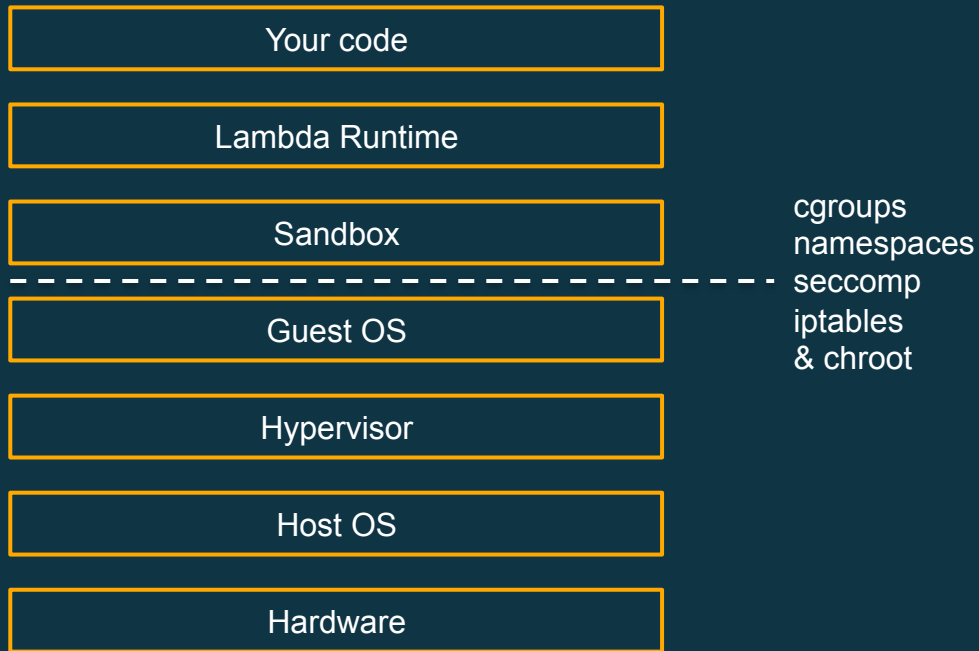 Your code
Lambda Runtime
Sandbox
cgroups
namespaces
seccomp
iptables
& chroot
Guest OS
Hypervisor
Host OS
Hardware